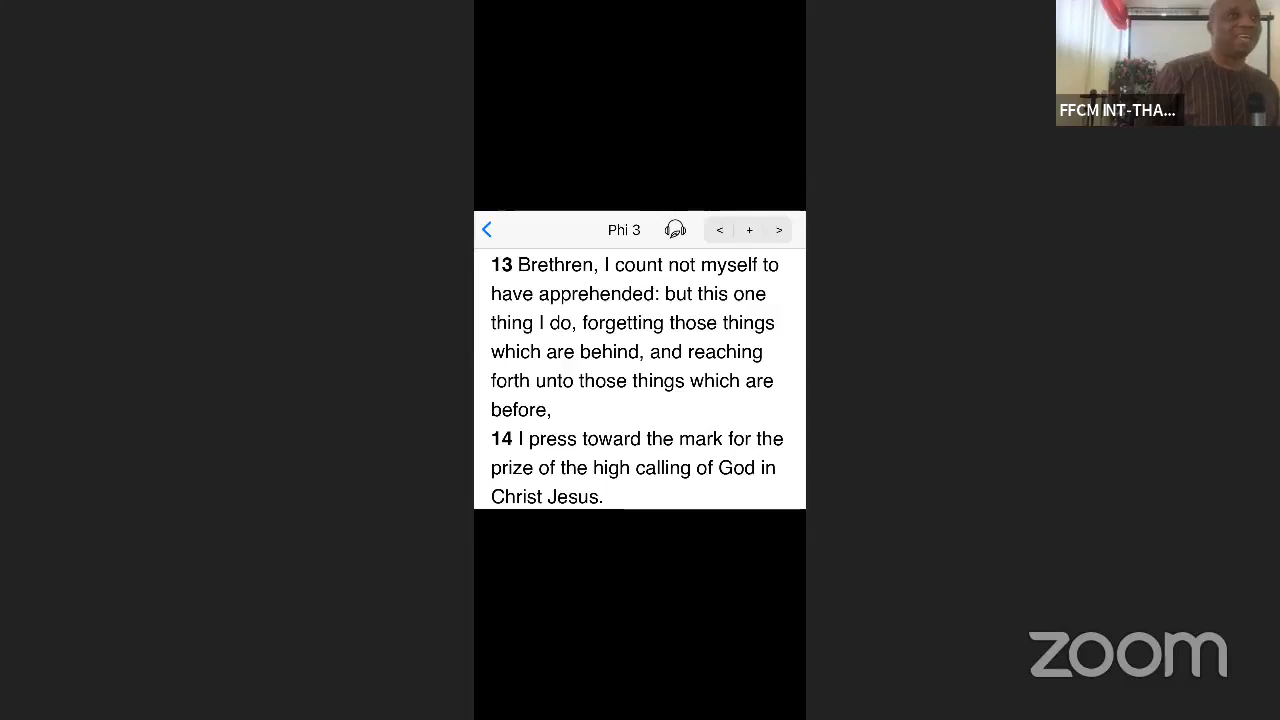 FFCM INT-THA...
Phi 3
< + >
13 Brethren, I count not myself to
have apprehended: but this one
thing I do, forgetting those things
which are behind, and reaching
forth unto those things which are
before,
14 I press toward the mark for the
prize of the high calling of God in
Christ Jesus.
zoom